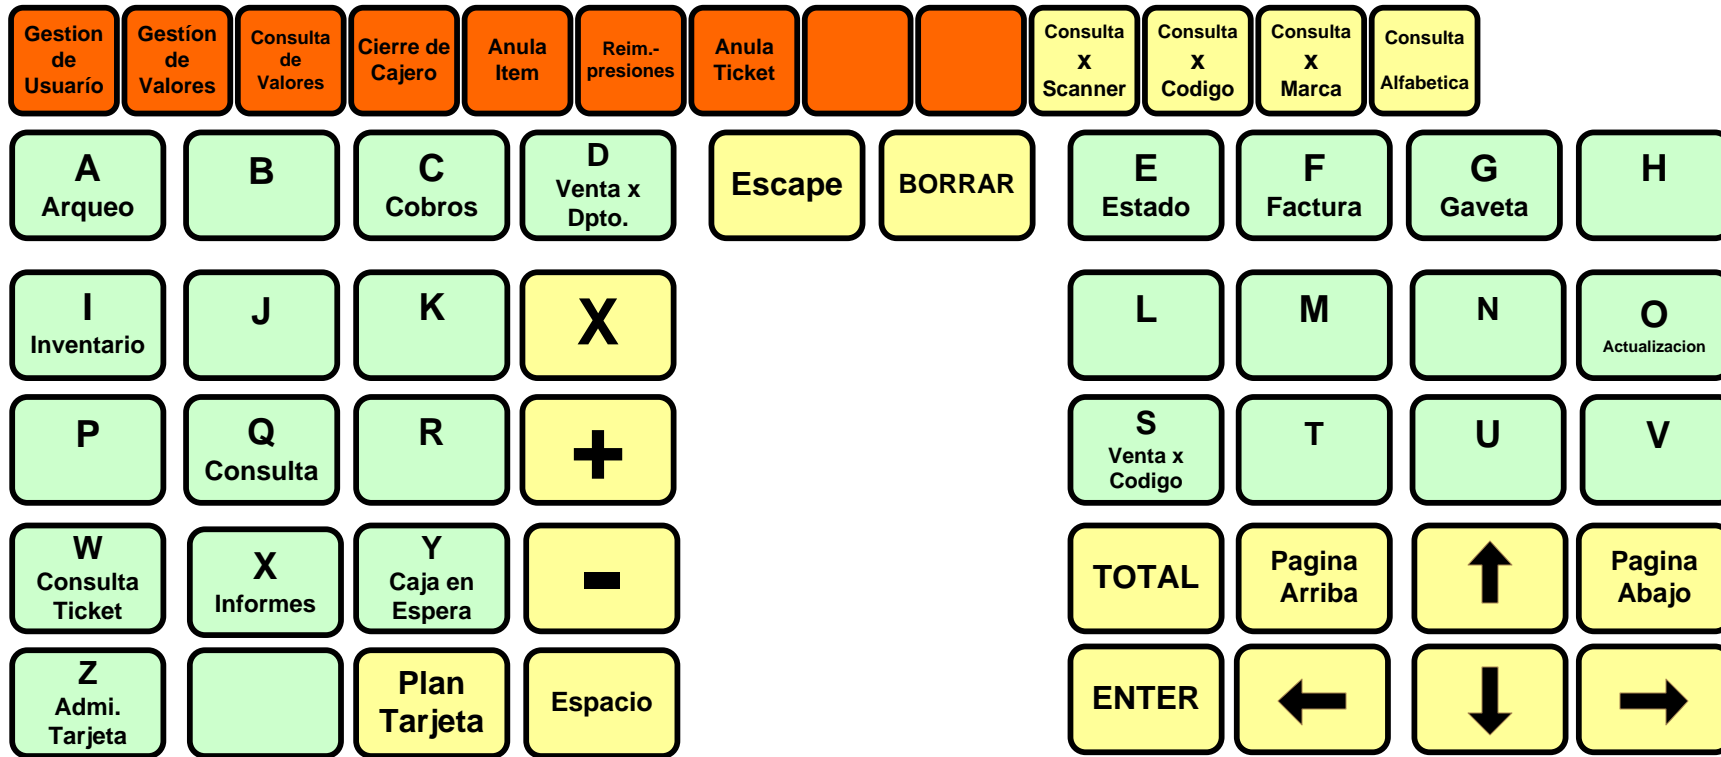 Gestion
de
Usuarío
Gestíon
de
Valores
Consulta
de
Valores
Cierre de
Cajero
Anula
Item
Reim.-
presiones
Anula
Ticket
Consulta
x
Scanner
Consulta
x
Codigo
Consulta
x
Marca
Consulta
Alfabetica
A
Arqueo
B
C
Cobros
D
Venta x
Dpto.
Escape
BORRAR
E
Estado
F
Factura
G
Gaveta
H
I
Inventario
J
K
X
L
M
N
O
Actualizacion
P
Q
Consulta
R
+
S
Venta x
Codigo
T
U
V
W
Consulta
Ticket
X
Informes
Y
Caja en
Espera
-
TOTAL
Pagina
Arriba
Pagina
Abajo
Z
Admi.
Tarjeta
Plan
Tarjeta
Espacio
ENTER